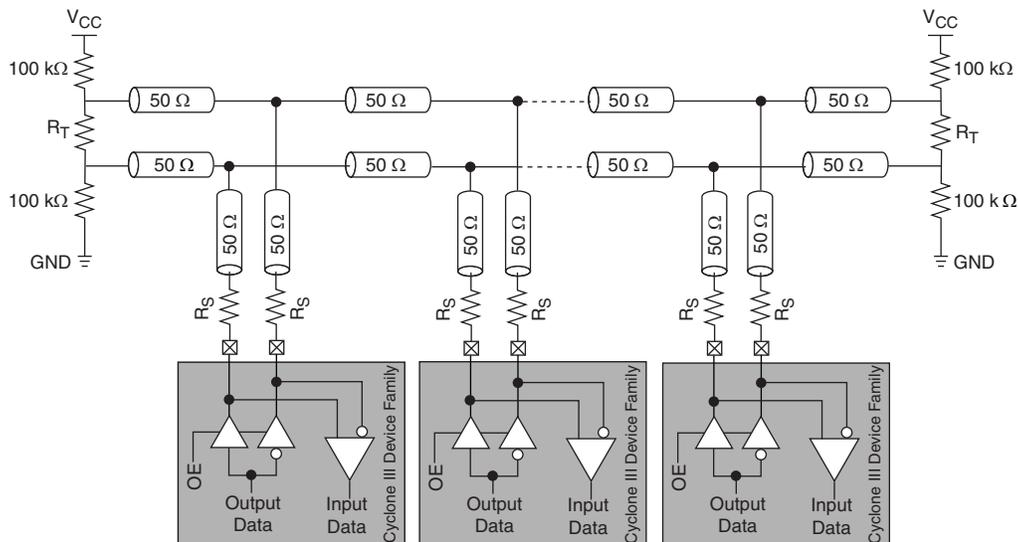 VCC
VCC
100 kΩ
100 kΩ
50 Ω
50 Ω
50 Ω
50 Ω
RT
RT
50 Ω
50 Ω
50 Ω
50 Ω
100 kΩ
100 k Ω
50 Ω
50 Ω
50 Ω
50 Ω
50 Ω
50 Ω
GND
GND
RS
RS
RS
RS
RS
RS
Cyclone III Device Family
Cyclone III Device Family
Cyclone III Device Family
OE
OE
OE
Output
Data
Input
Data
Output
Data
Input
Data
Output
Data
Input
Data